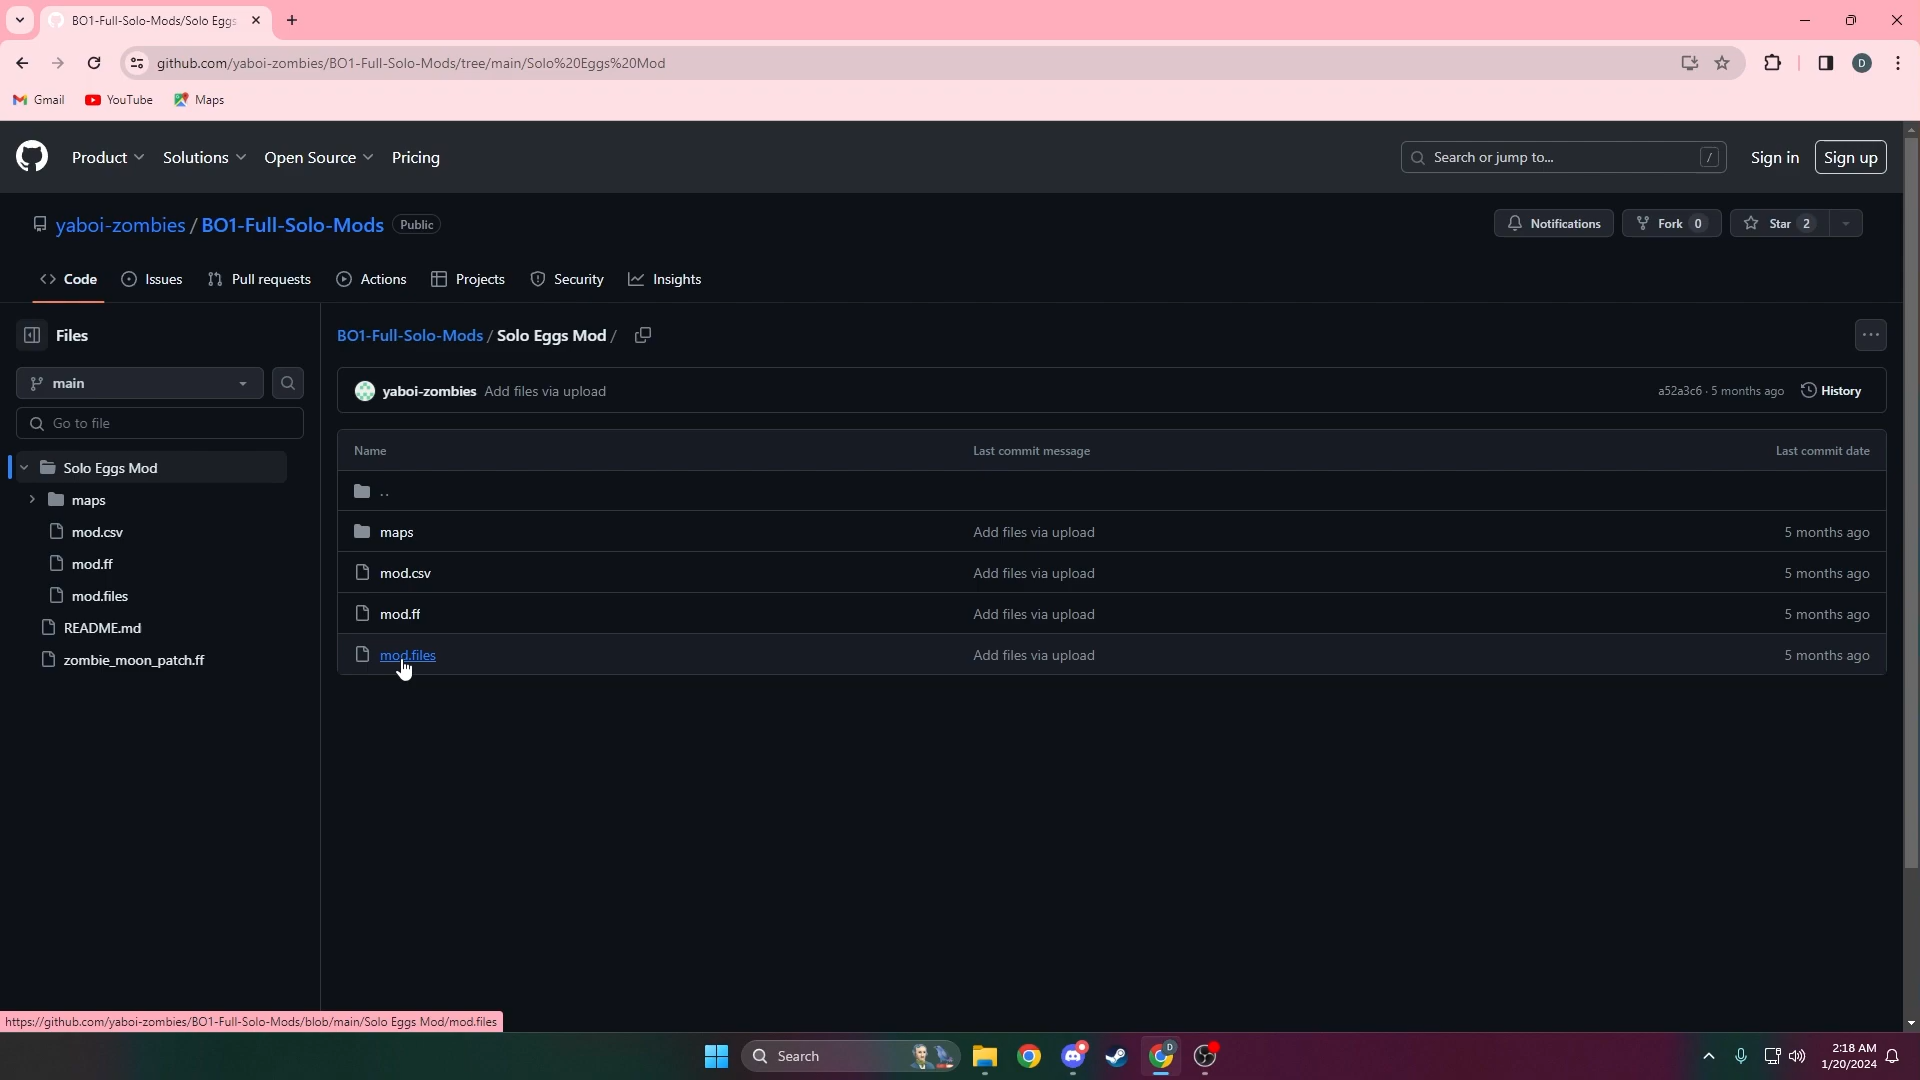 BO1-Full-Solo-Mods/Solo Eggs
github.com/yaboi-zombies/BO1-Full-Solo-Mods/tree/main/Solo%20Eggs%20Mod
D
Gmail YouTube Maps
Product Solutions Open Source Pricing
Search or jump to... / Sign in Sign up
yaboi-zombies / BO1-Full-Solo-Mods Public
Notifications Fork 0 Star 2
Code Issues Pull requests Actions Projects Security Insights
Files
main
Go to file
Solo Eggs Mod
maps
mod.csv
mod.ff
mod.files
README.md
zombie_moon_patch.ff
BO1-Full-Solo-Mods / Solo Eggs Mod /
yaboi-zombies Add files via upload a52a3c6 · 5 months ago History
Name Last commit message Last commit date
..
maps Add files via upload 5 months ago
mod.csv Add files via upload 5 months ago
mod.ff Add files via upload 5 months ago
mod.files Add files via upload 5 months ago
https://github.com/yaboi-zombies/BO1-Full-Solo-Mods/blob/main/Solo Eggs Mod/mod.files
Search
D
2:18 AM
1/20/2024